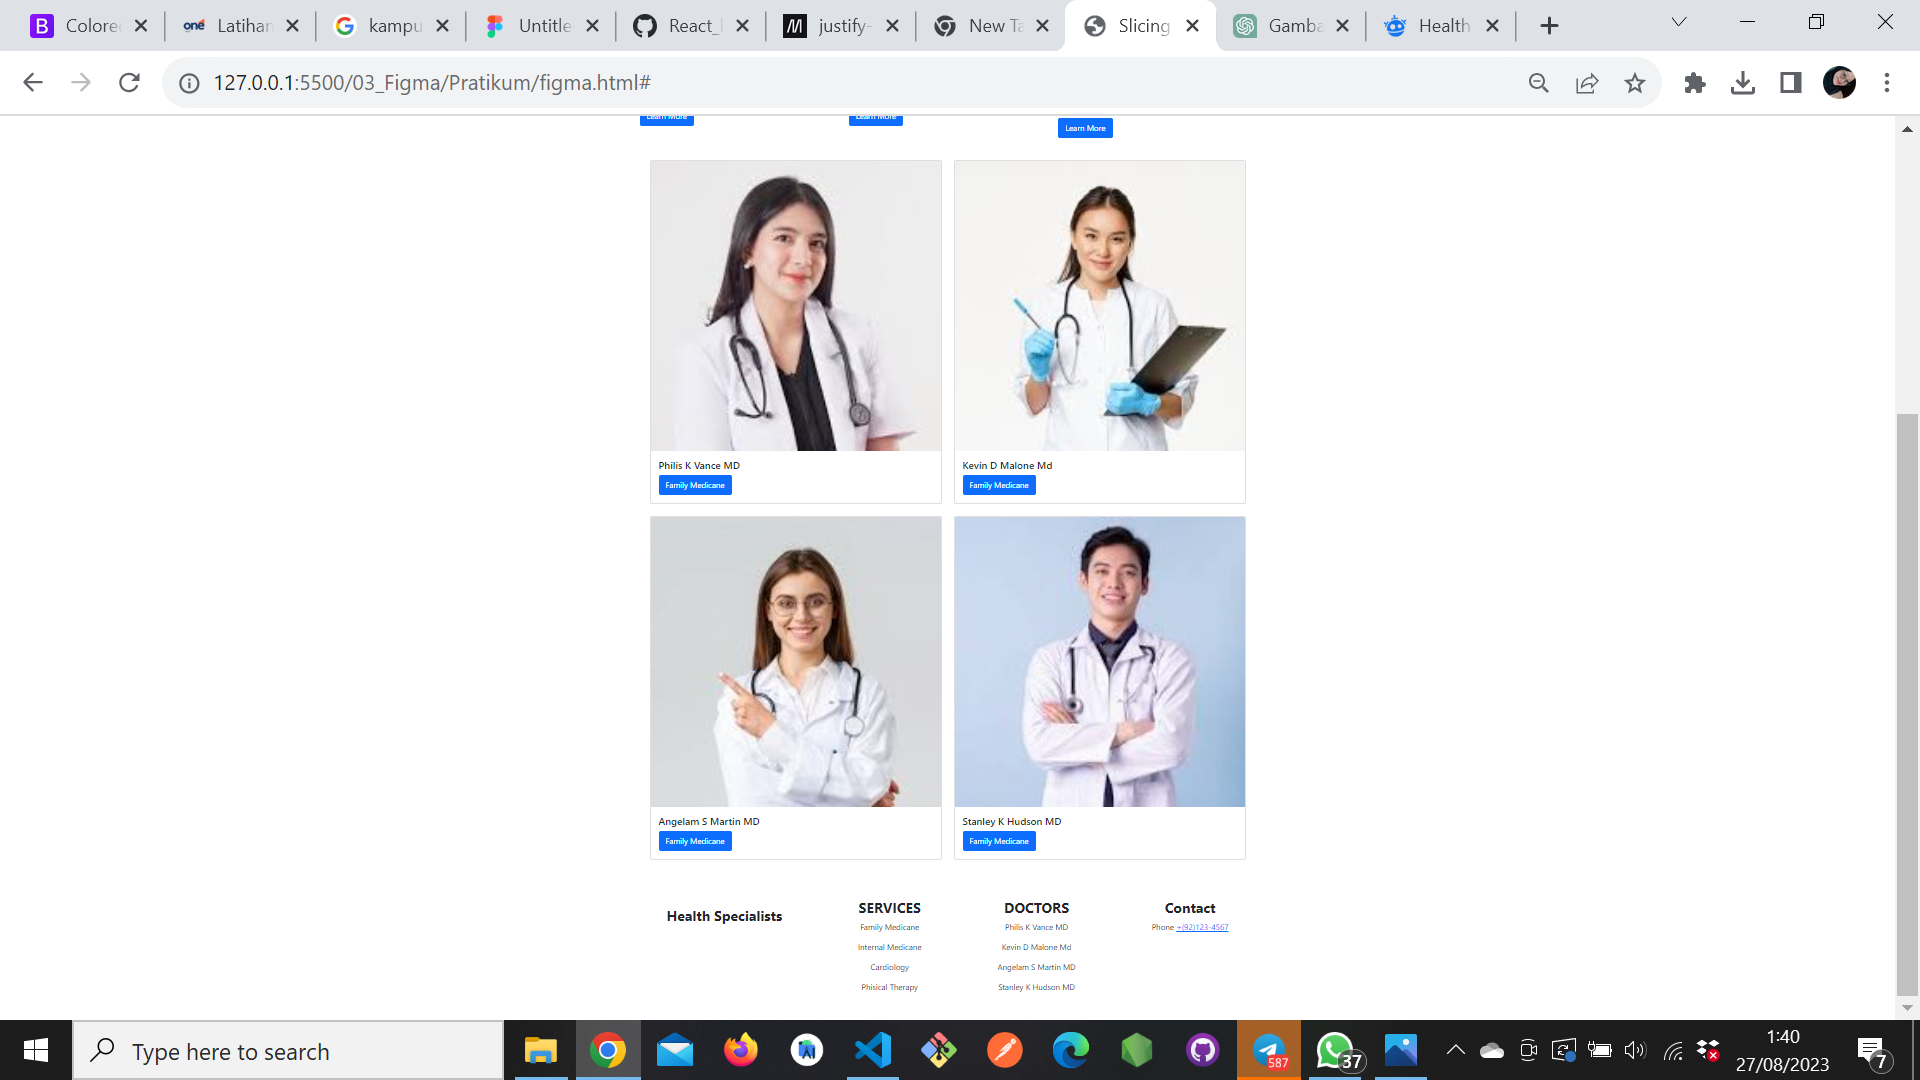 Colore
Latihan
kampu
Untitle
React_
justify-
New Ta
Slicing
Gamba
Health
127.0.0.1:5500/03_Figma/Pratikum/figma.html#
Learn More
Learn More
Learn More
Philis K Vance MD
Kevin D Malone Md
Family Medicane
Family Medicane
Angelam S Martin MD
Stanley K Hudson MD
Family Medicane
Family Medicane
Health Specialists
SERVICES
Family Medicane
Internal Medicane
Cardiology
Phisical Therapy
DOCTORS
Philis K Vance MD
Kevin D Malone Md
Angelam S Martin MD
Stanley K Hudson MD
Contact
Phone +(92)123-4567
Type here to search
587
37
1:40
27/08/2023
7